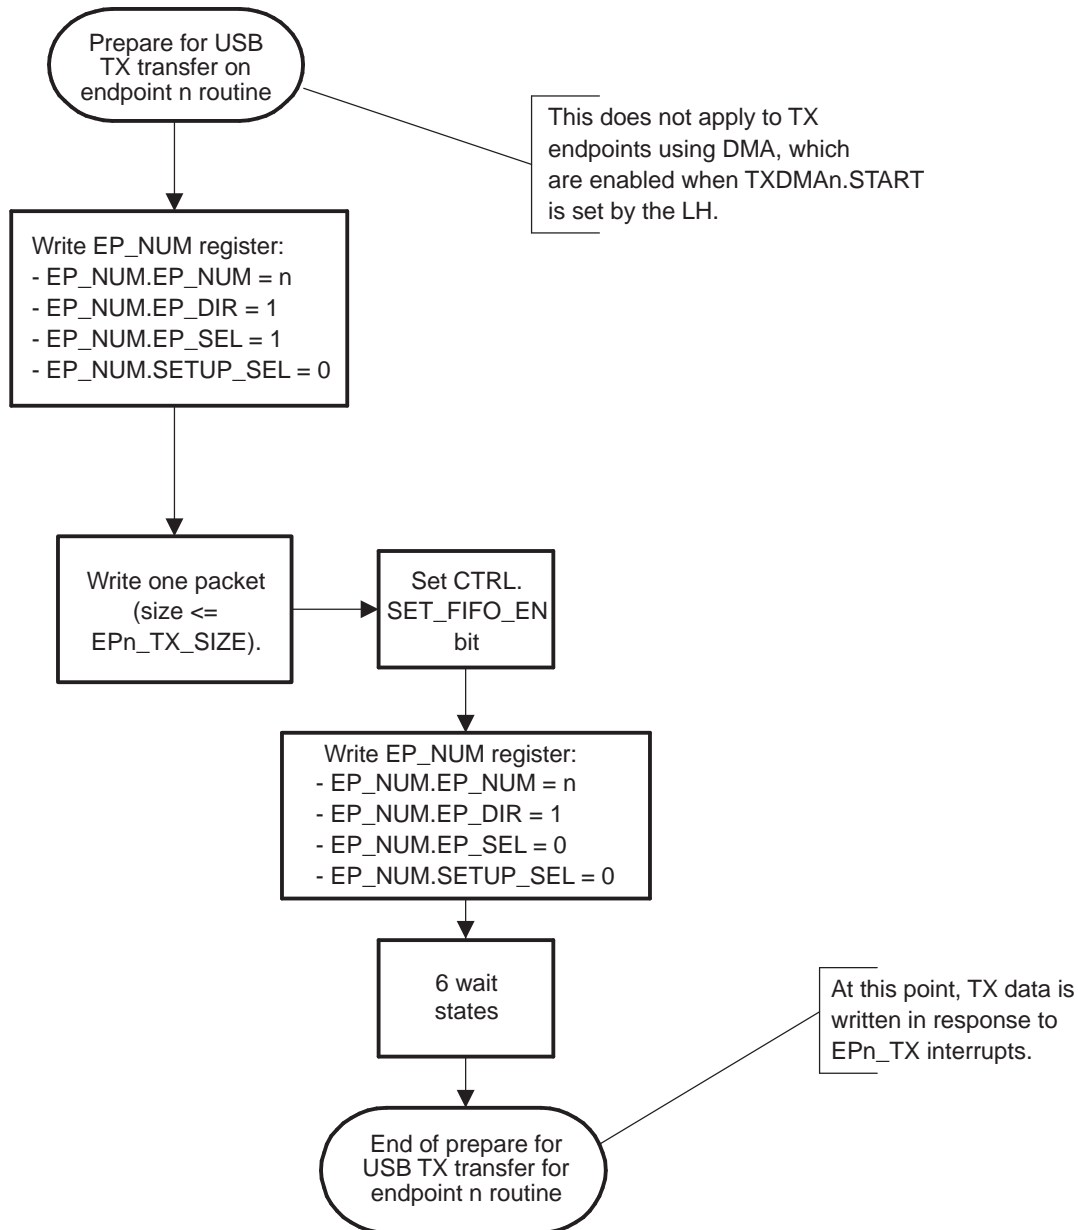 Prepare for USB
TX transfer on
endpoint n routine
This does not apply to TX
endpoints using DMA, which
are enabled when TXDMAn.START
is set by the LH.
Write EP_NUM register:
- EP_NUM.EP_NUM = n
- EP_NUM.EP_DIR = 1
- EP_NUM.EP_SEL = 1
- EP_NUM.SETUP_SEL = 0
Write one packet
(size <=
EPn_TX_SIZE).
Set CTRL.
SET_FIFO_EN
bit
Write EP_NUM register:
- EP_NUM.EP_NUM = n
- EP_NUM.EP_DIR = 1
- EP_NUM.EP_SEL = 0
- EP_NUM.SETUP_SEL = 0
6 wait
states
At this point, TX data is
written in response to
EPn_TX interrupts.
End of prepare for
USB TX transfer for
endpoint n routine